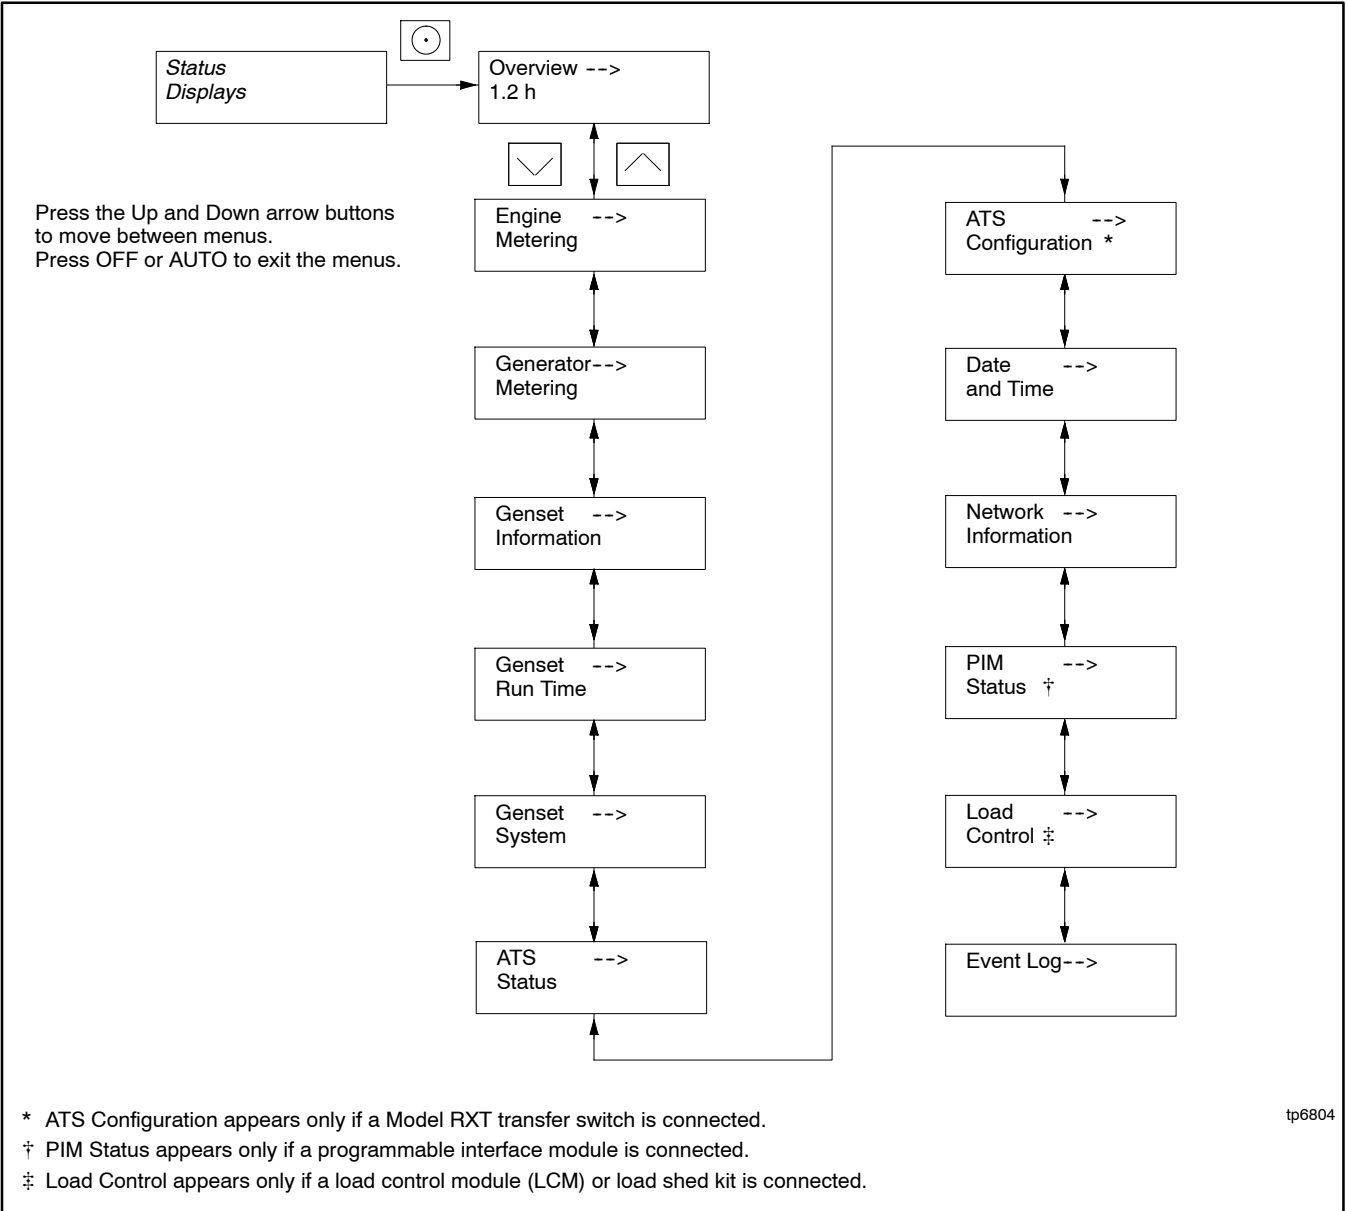 Status
Displays
Overview -->
1.2 h
Press the Up and Down arrow buttons
to move between menus.
Press OFF or AUTO to exit the menus.
Engine -->
Metering
Generator-->
Metering
Genset -->
Information
Genset -->
Run Time
Genset -->
System
ATS -->
Status
ATS -->
Configuration *
Date -->
and Time
Network -->
Information
PIM -->
Status †
Load -->
Control ‡
Event Log-->
* ATS Configuration appears only if a Model RXT transfer switch is connected.
† PIM Status appears only if a programmable interface module is connected.
‡ Load Control appears only if a load control module (LCM) or load shed kit is connected.
tp6804